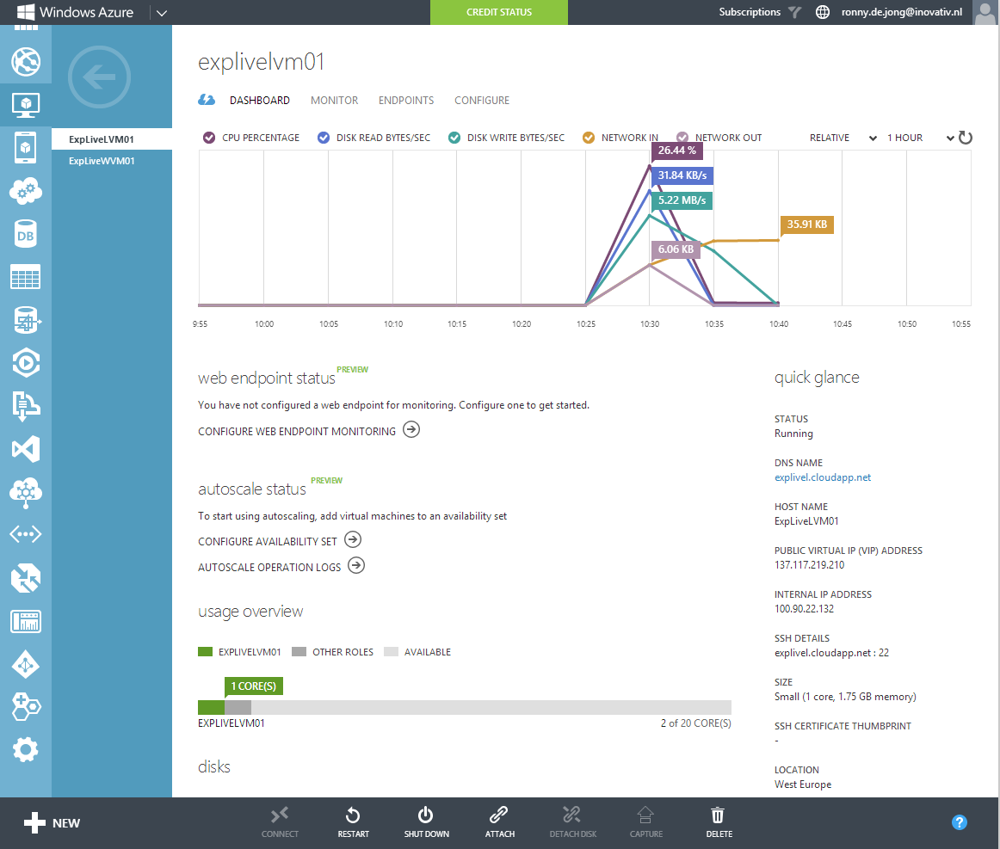 Windows Azure
CREDIT STATUS
Subscriptions
ronny.de.jong@inovativ.nl
ExpLiveLVM01
ExpLiveWVM01
DB
explivelvm01
DASHBOARD MONITOR ENDPOINTS CONFIGURE
CPU PERCENTAGE DISK READ BYTES/SEC DISK WRITE BYTES/SEC NETWORK IN NETWORK OUT RELATIVE 1 HOUR
26.44 %
31.84 KB/s
5.22 MB/s
35.91 KB
6.06 KB
9:55 10:00 10:05 10:10 10:15 10:20 10:25 10:30 10:35 10:40 10:45 10:50 10:55
web endpoint status PREVIEW
You have not configured a web endpoint for monitoring. Configure one to get started.
CONFIGURE WEB ENDPOINT MONITORING
autoscale status PREVIEW
To start using autoscaling, add virtual machines to an availability set
CONFIGURE AVAILABILITY SET
AUTOSCALE OPERATION LOGS
usage overview
EXPLIVELVM01 OTHER ROLES AVAILABLE
1 CORE(S)
EXPLIVELVM01 2 of 20 CORE(S)
disks
quick glance
STATUS
Running
DNS NAME
explivel.cloudapp.net
HOST NAME
ExpLiveLVM01
PUBLIC VIRTUAL IP (VIP) ADDRESS
137.117.219.210
INTERNAL IP ADDRESS
100.90.22.132
SSH DETAILS
explivel.cloudapp.net : 22
SIZE
Small (1 core, 1.75 GB memory)
SSH CERTIFICATE THUMBPRINT
-
LOCATION
West Europe
NEW
CONNECT RESTART SHUT DOWN ATTACH DETACH DISK CAPTURE DELETE
?